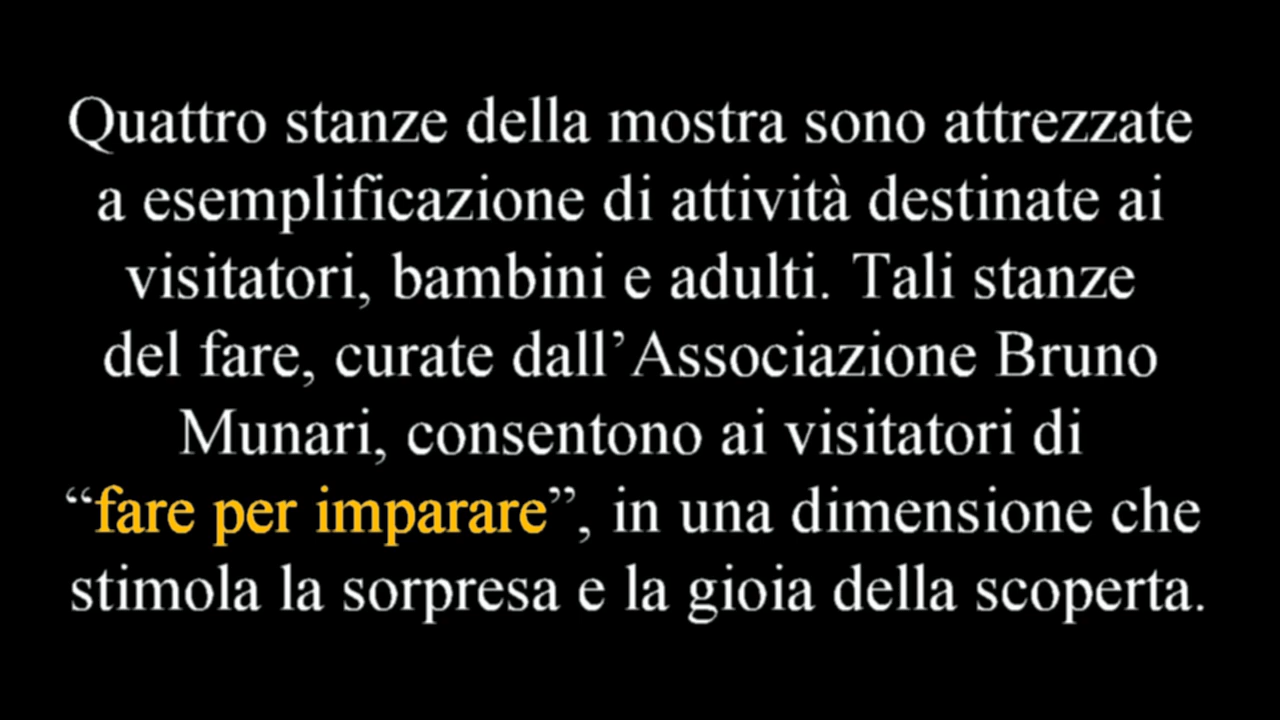 Quattro stanze della mostra sono attrezzate
a esemplificazione di attività destinate ai
visitatori, bambini e adulti. Tali stanze
del fare, curate dall’Associazione Bruno
Munari, consentono ai visitatori di
“fare per imparare”, in una dimensione che
stimola la sorpresa e la gioia della scoperta.